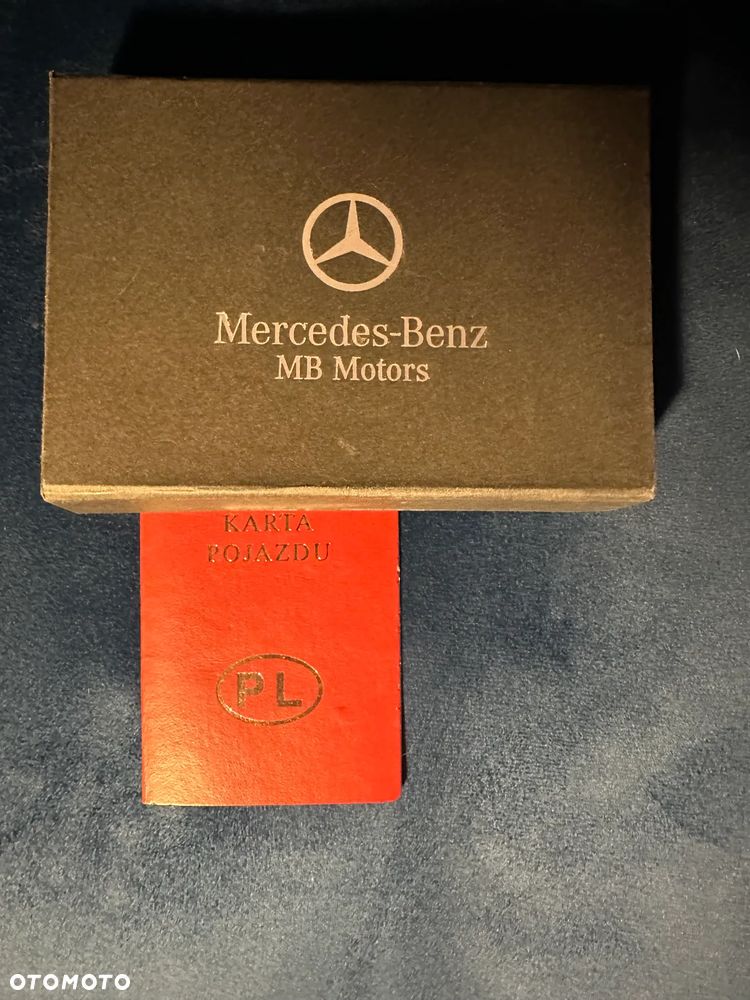 Mercedes-Benz
MB Motors
KARTA
POJAZDU
PL
OTOMOTO